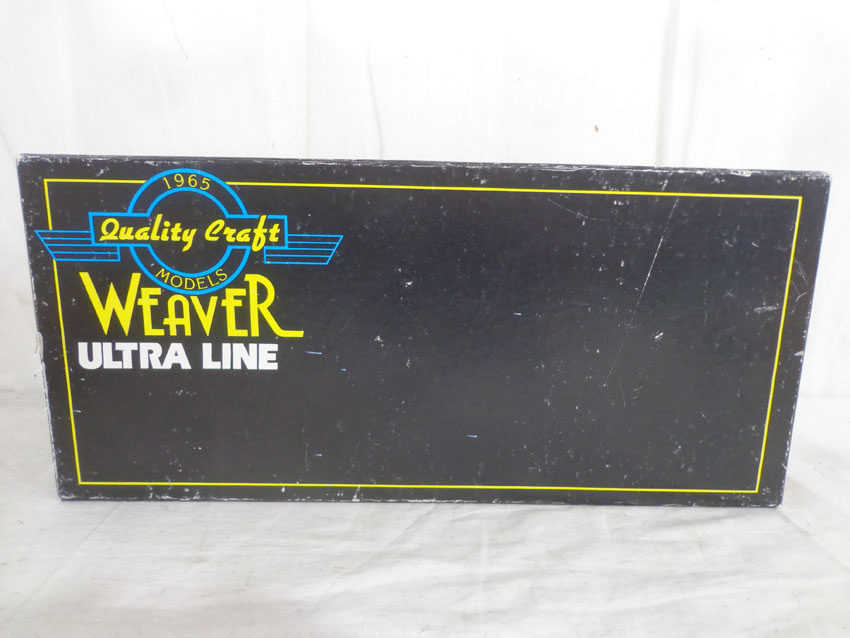 1965
Quality Craft
MODELS
WEAVER
ULTRA LINE